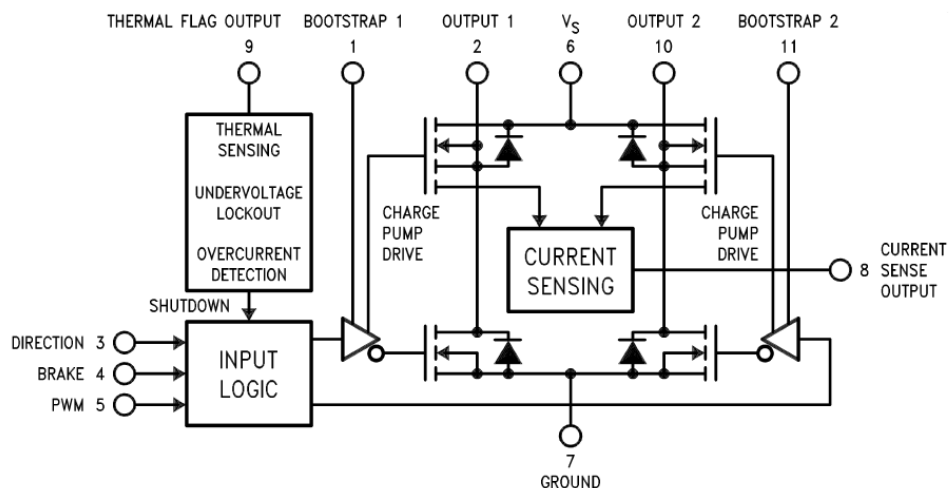 THERMAL FLAG OUTPUT
9
BOOTSTRAP 1
1
OUTPUT 1
2
VS
6
OUTPUT 2
10
BOOTSTRAP 2
11
THERMAL
SENSING
UNDERVOLTAGE
LOCKOUT
OVERCURRENT
DETECTION
SHUTDOWN
CHARGE
PUMP
DRIVE
CURRENT
SENSING
CHARGE
PUMP
DRIVE
8 CURRENT
SENSE
OUTPUT
DIRECTION 3
BRAKE 4
PWM 5
INPUT
LOGIC
7
GROUND